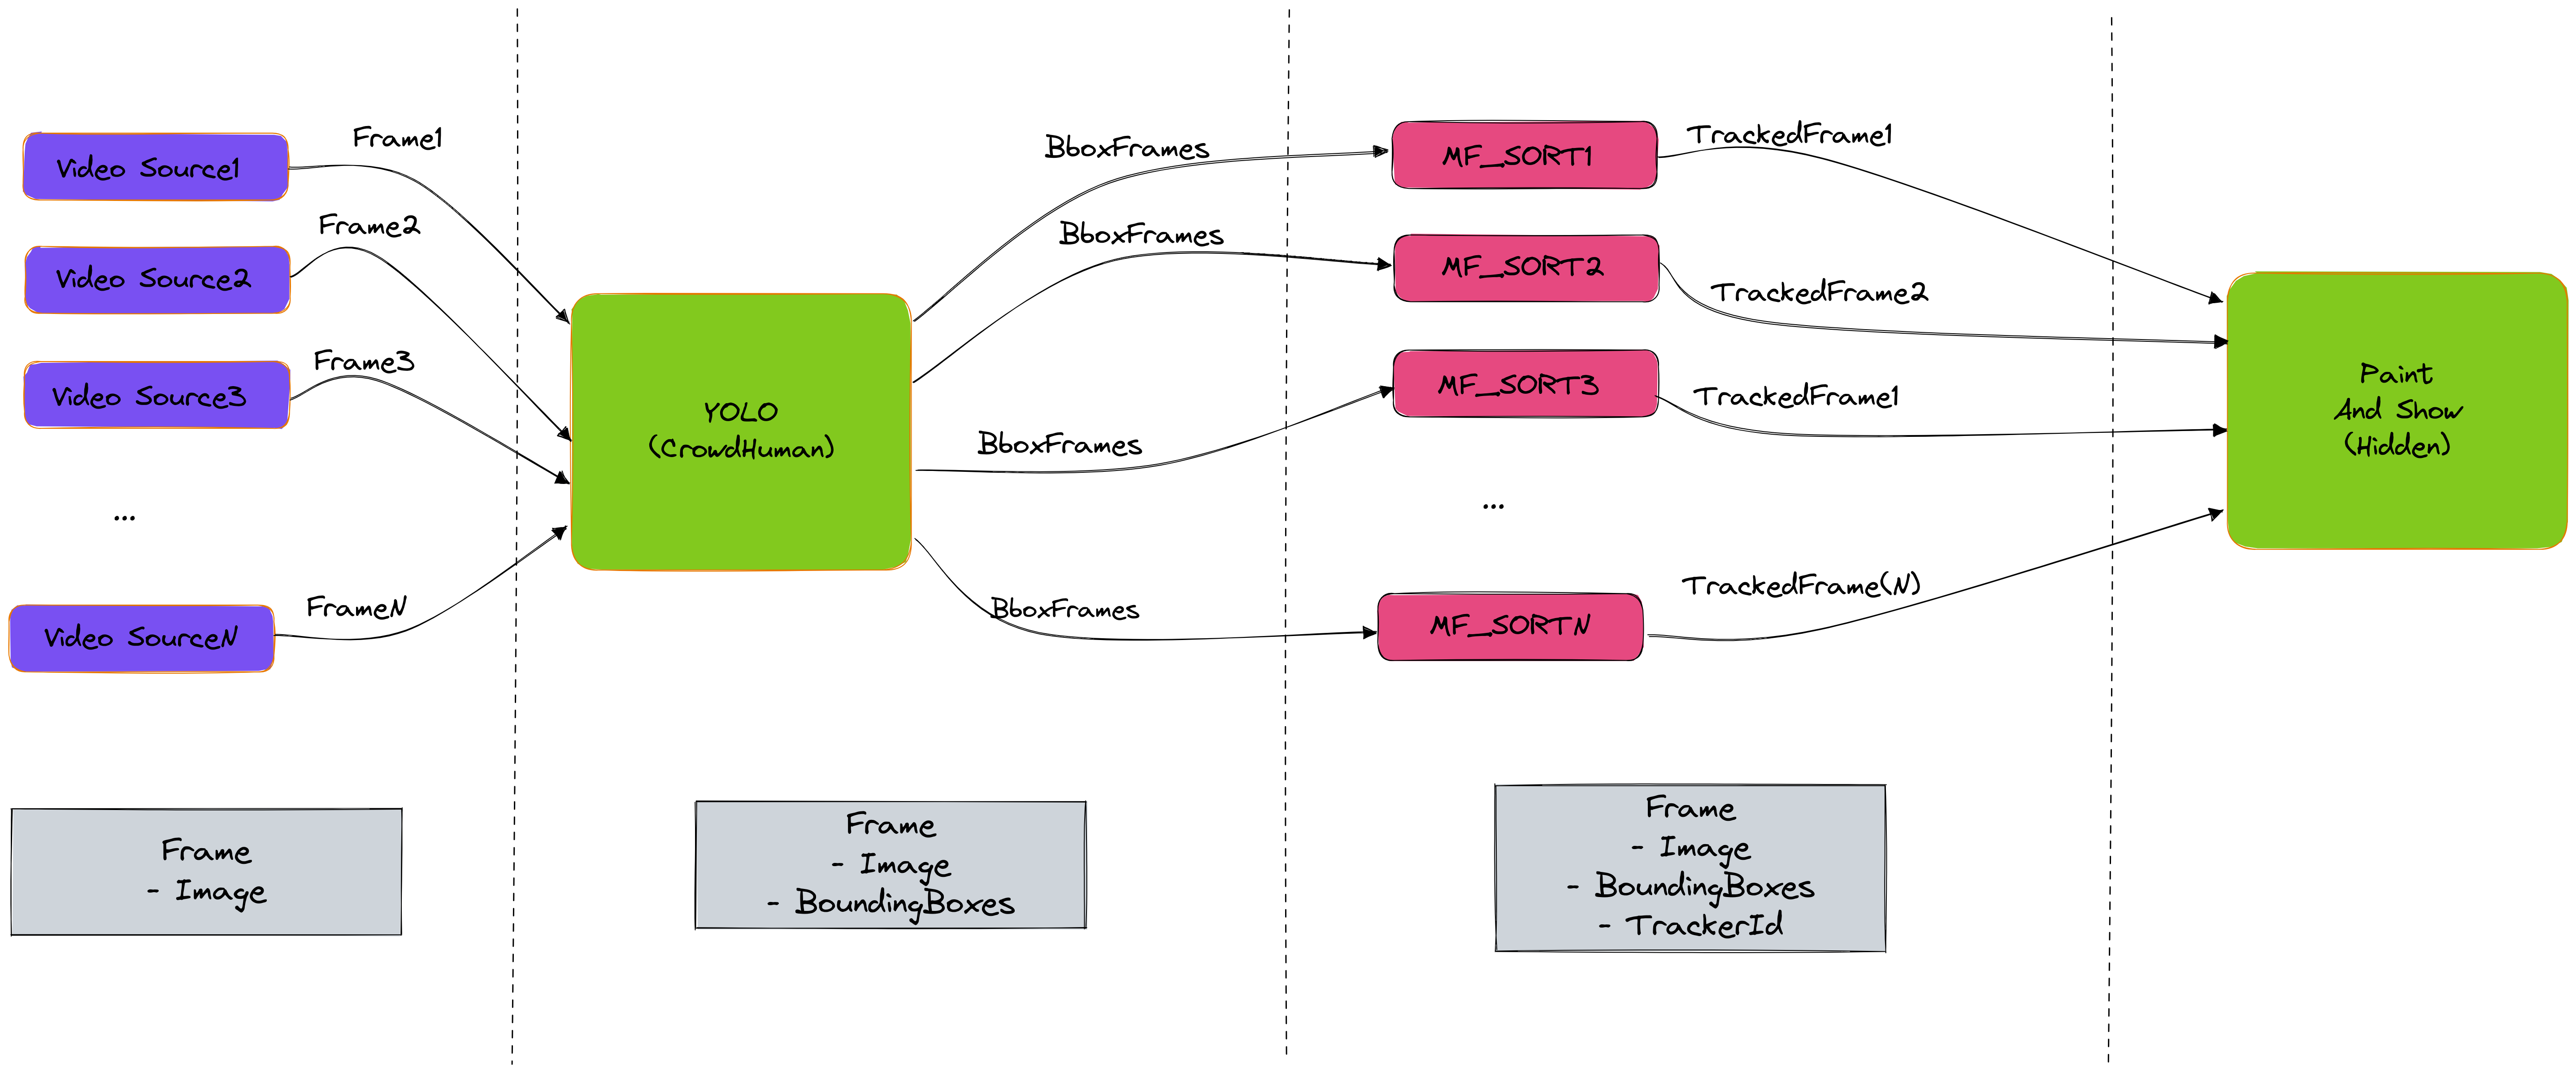 Video Source1
Frame1
Video Source2
Frame2
Video Source3
Frame3
...
Video SourceN
FrameN
YOLO
(CrowdHuman)
BboxFrames
BboxFrames
BboxFrames
BboxFrames
MF_SORT1
TrackedFrame1
MF_SORT2
TrackedFrame2
MF_SORT3
TrackedFrame1
...
MF_SORTN
TrackedFrame(N)
Paint
And Show
(Hidden)
Frame
- Image
Frame
- Image
- BoundingBoxes
Frame
- Image
- BoundingBoxes
- TrackerId